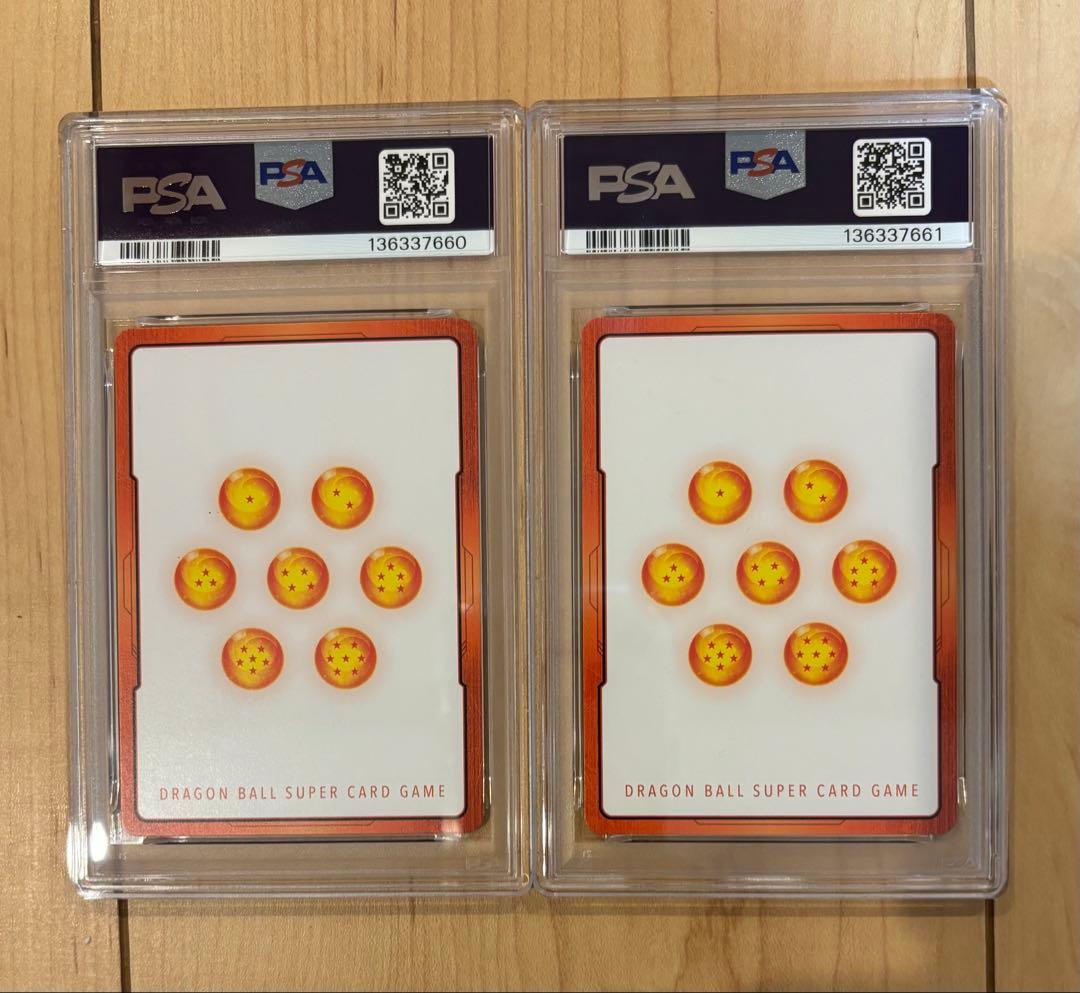 PSA
PSA
136337660
DRAGON BALL SUPER CARD GAME
PSA
PSA
136337661
DRAGON BALL SUPER CARD GAME